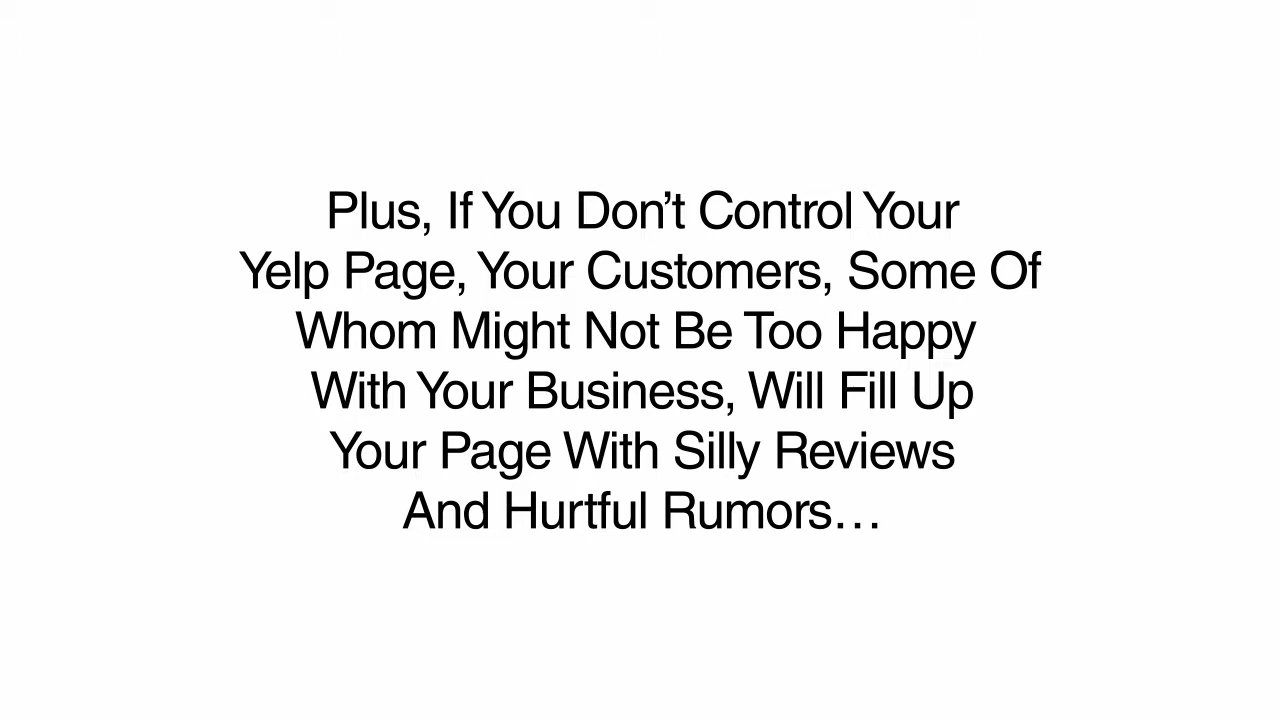 Plus, If You Don’t Control Your
Yelp Page, Your Customers, Some Of
Whom Might Not Be Too Happy
With Your Business, Will Fill Up
Your Page With Silly Reviews
And Hurtful Rumors…